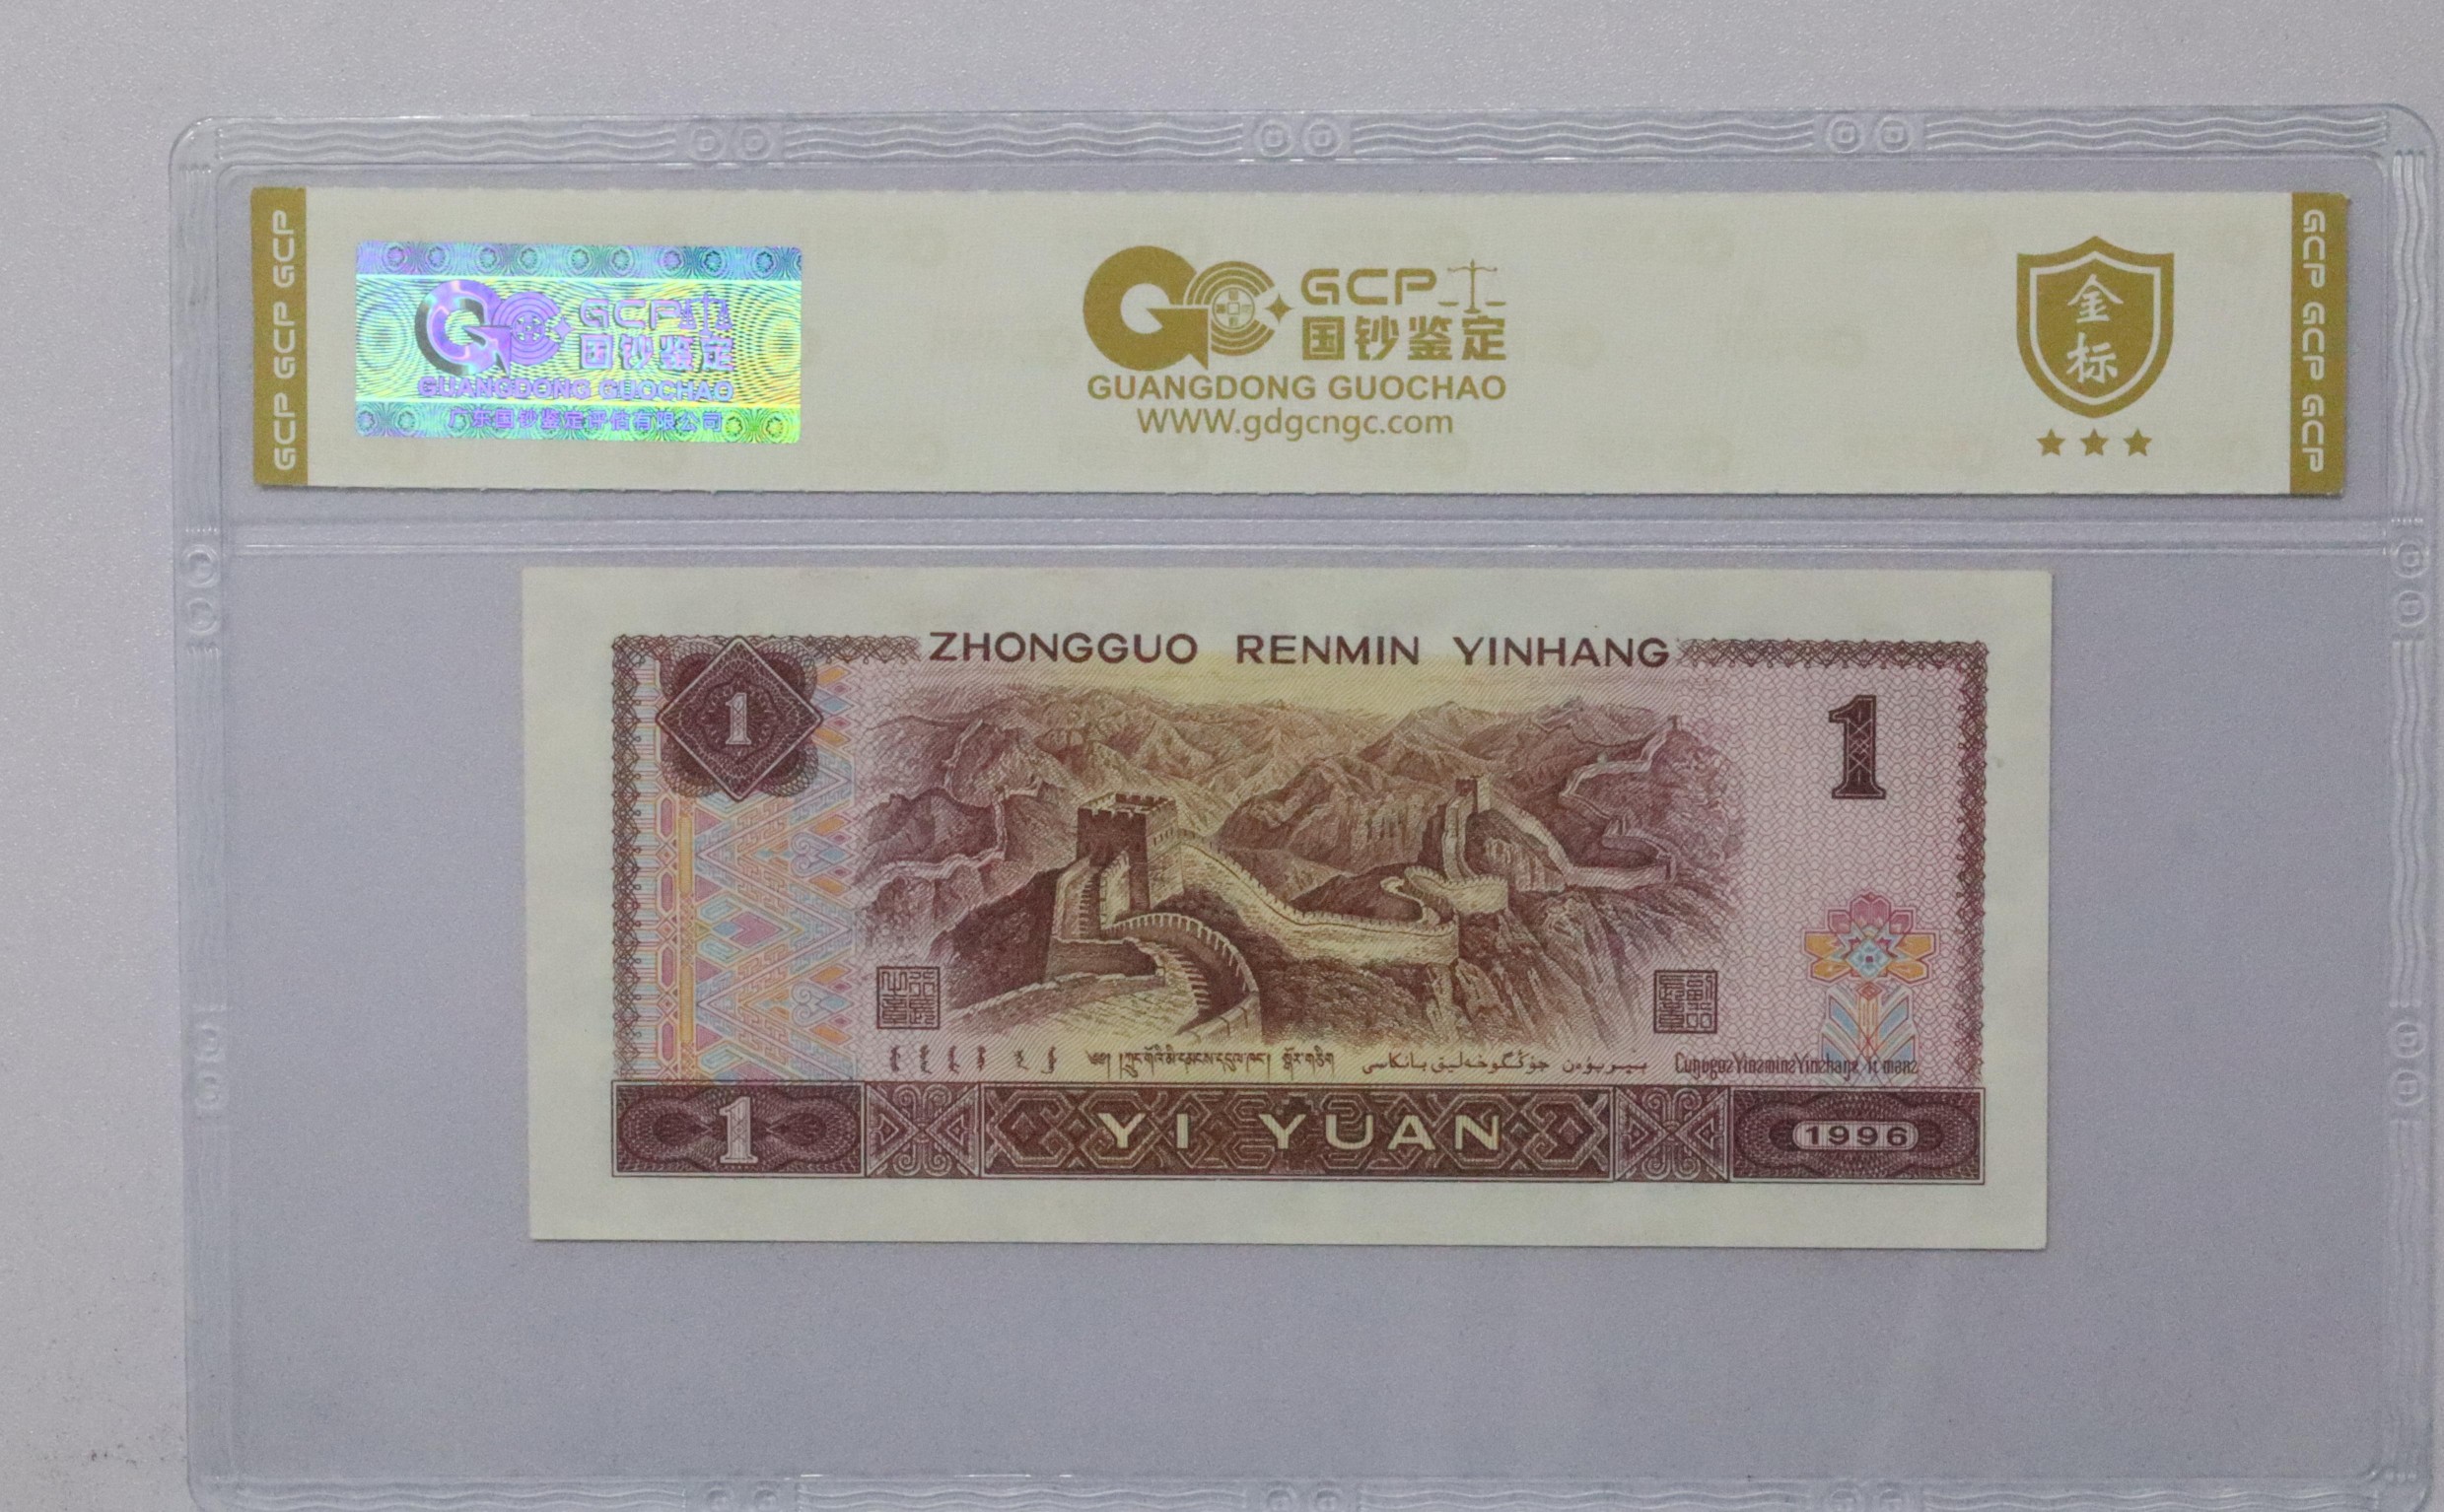 GCP GCP GCP
GCP
国钞鉴定
GUANGDONG GUOCHAO
广东国钞鉴定评估有限公司
GCP
国钞鉴定
GUANGDONG GUOCHAO
WWW.gdgcngc.com
金
标
GCP GCP GCP
ZHONGGUO RENMIN YINHANG
1
1
1
YI YUAN
1996